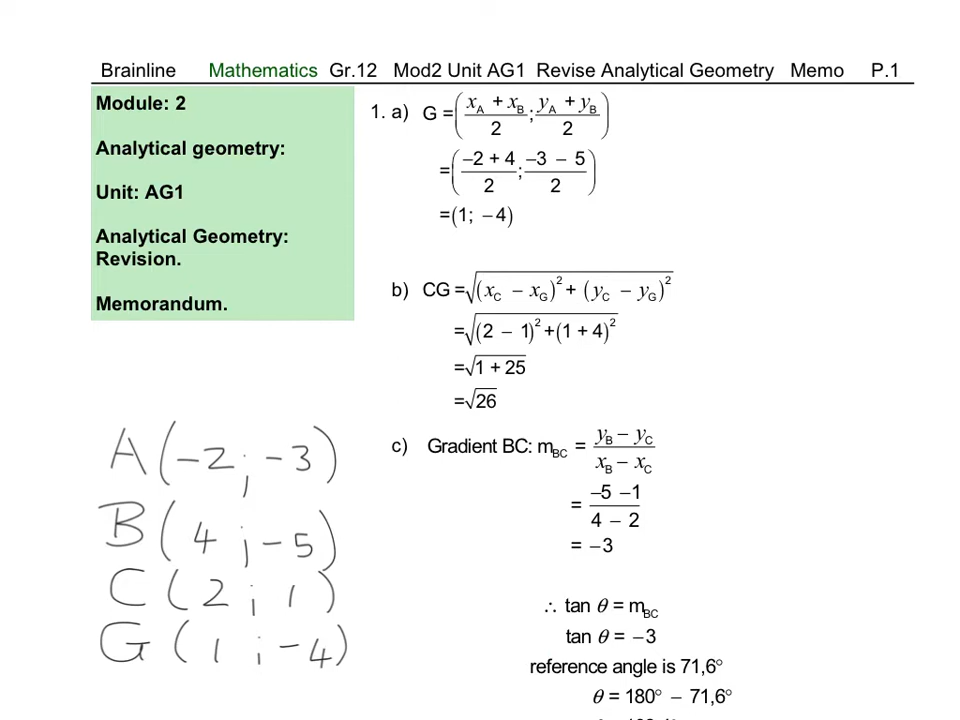 Brainline Mathematics Gr.12 Mod2 Unit AG1 Revise Analytical Geometry Memo P.1
Module: 2
Analytical geometry:
Unit: AG1
Analytical Geometry:
Revision.
Memorandum.
1. a) G = ((x_A + x_B)/2 ; (y_A + y_B)/2)
= ((−2 + 4)/2 ; (−3 − 5)/2)
= (1; −4)
b) CG = √((x_C − x_G)² + (y_C − y_G)²)
= √((2 − 1)² + (1 + 4)²)
= √(1 + 25)
= √26
c) Gradient BC: m_BC = (y_B − y_C)/(x_B − x_C)
= (−5 −1)/(4 − 2)
= −3
∴ tan θ = m_BC
tan θ = −3
reference angle is 71,6°
θ = 180° − 71,6°
A(-2 ; -3)
B(4 ; -5)
C(2 ; 1)
G(1 ; -4)